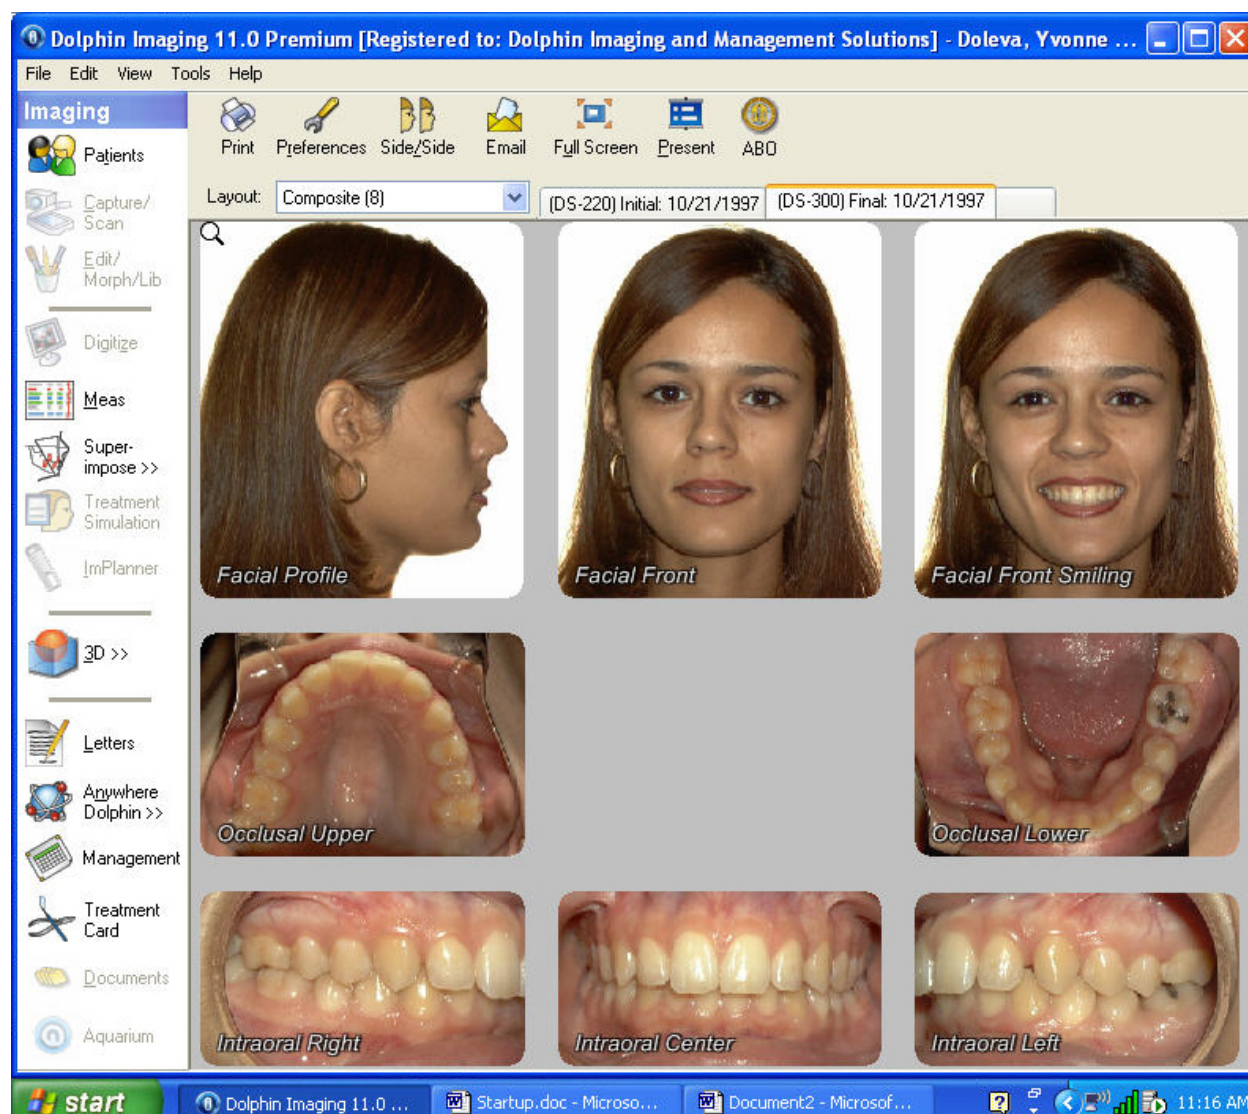 Dolphin Imaging 11.0 Premium [Registered to: Dolphin Imaging and Management Solutions] - Doleva, Yvonne ...
File Edit View Tools Help
Imaging
Patients
Capture/
Scan
Edit/
Morph/Lib
Digitize
Meas
Super-
impose >>
Treatment
Simulation
ImPlanner
3D >>
Letters
Anywhere
Dolphin >>
Management
Treatment
Card
Documents
Aquarium
Print Preferences Side/Side Email Full Screen Present ABO
Layout: Composite (8) (DS-220) Initial: 10/21/1997 (DS-300) Final: 10/21/1997
Facial Profile Facial Front Facial Front Smiling
Occlusal Upper Occlusal Lower
Intraoral Right Intraoral Center Intraoral Left
start Dolphin Imaging 11.0 ... Startup.doc - Microso... Document2 - Microsof... 11:16 AM